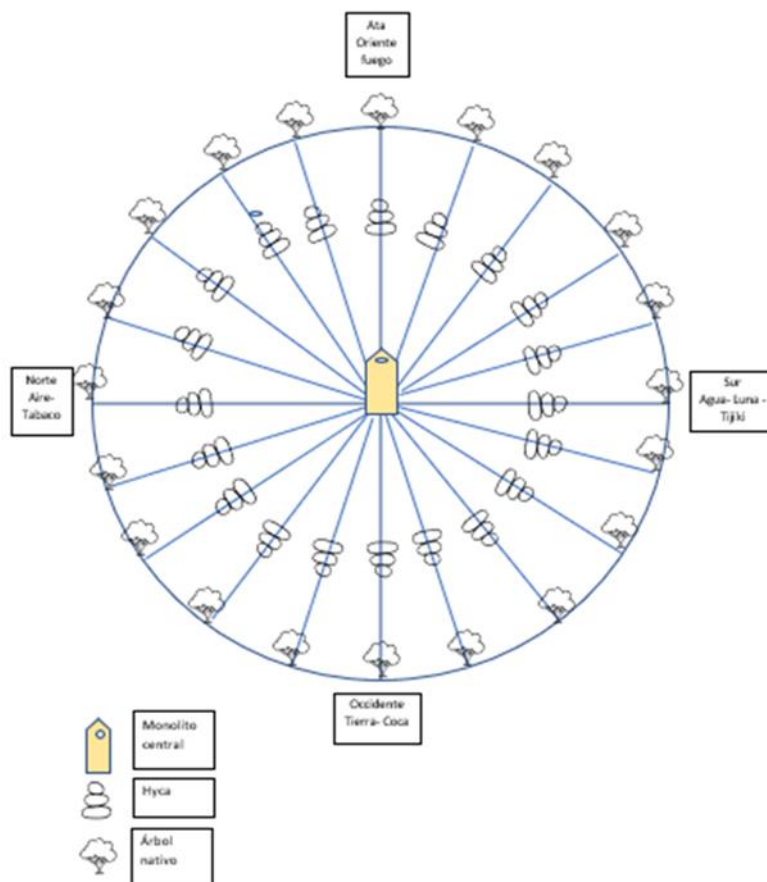 Ata
Oriente
fuego
Norte
Aire-
Tabaco
Sur
Agua- Luna -
Tijiki
Occidente
Tierra- Coca
Monolito
central
Hyca
Árbol
nativo